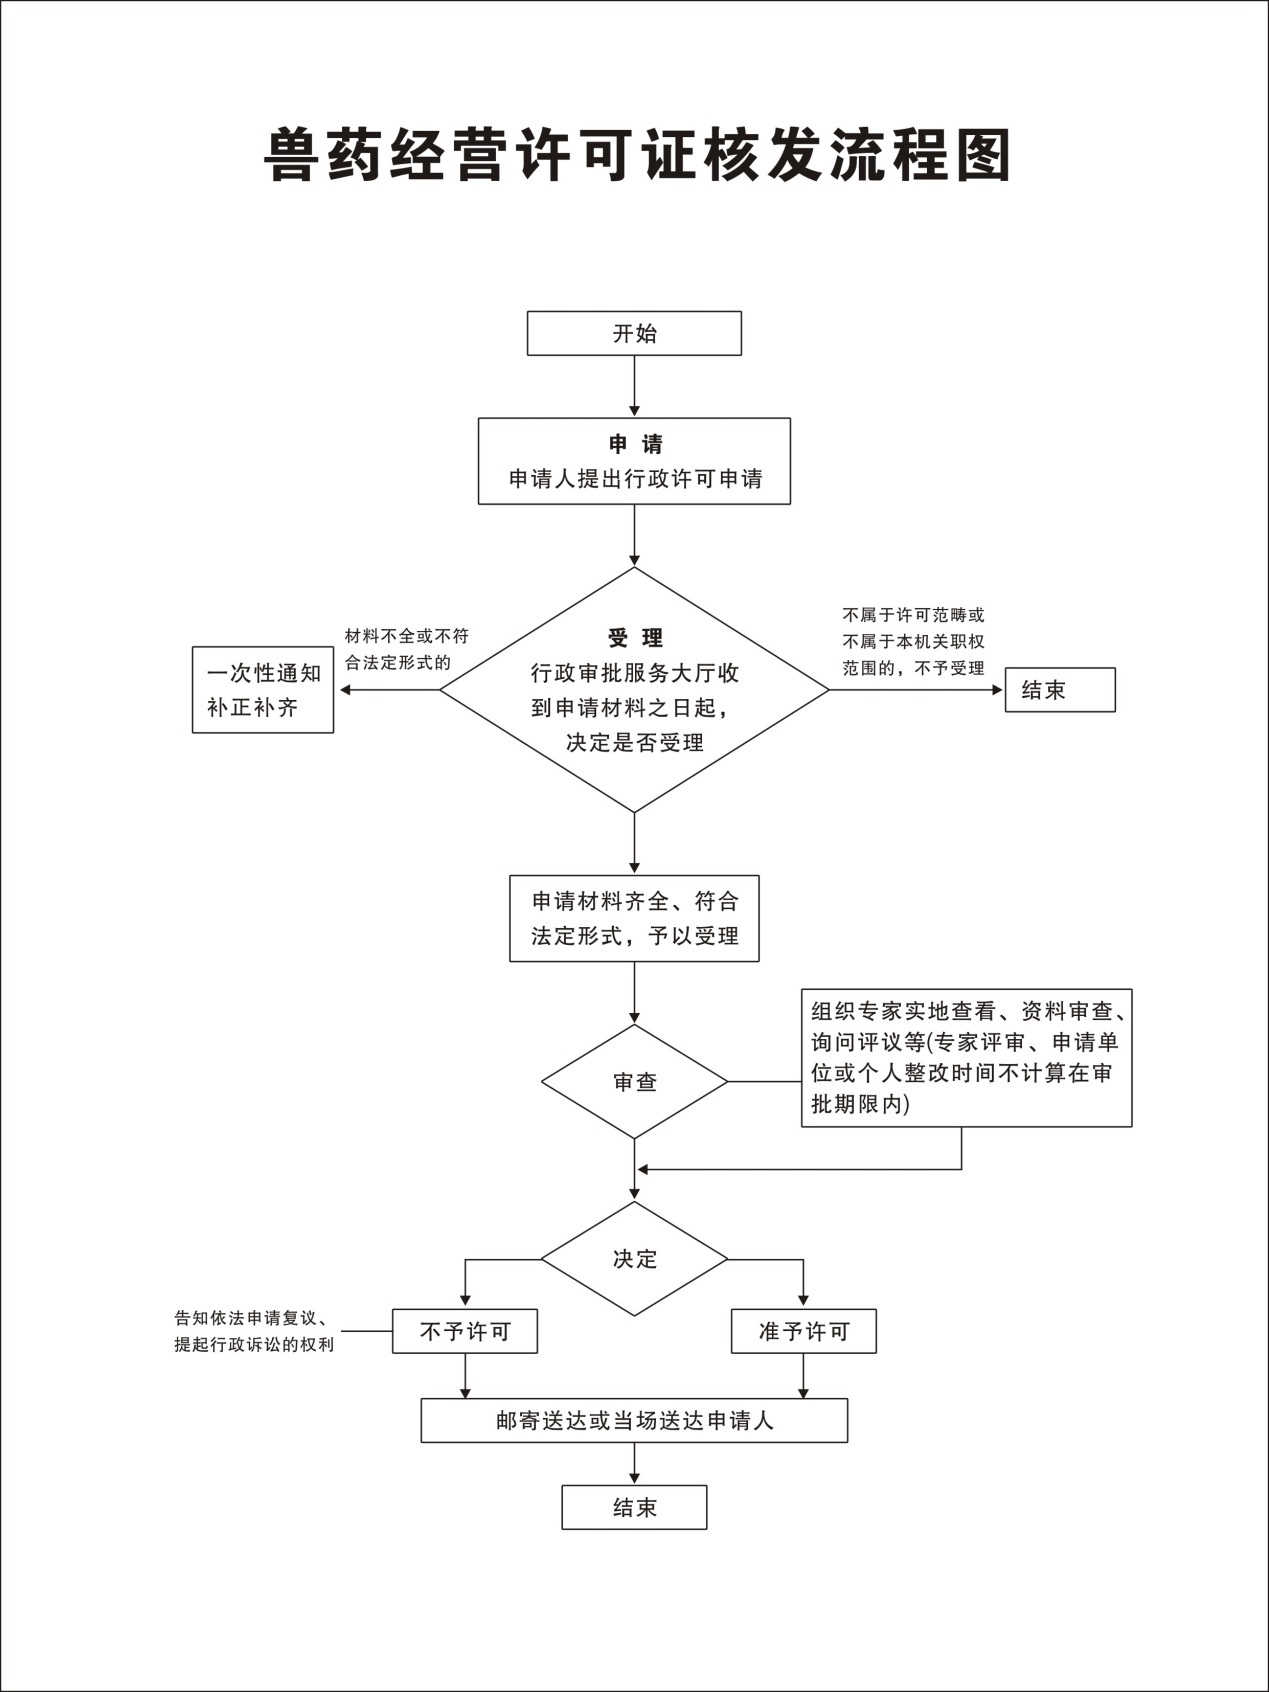 兽药经营许可证核发流程图
开始
申 请
申请人提出行政许可申请
材料不全或不符
合法定形式的
一次性通知
补正补齐
受 理
行政审批服务大厅收
到申请材料之日起，
决定是否受理
不属于许可范畴或
不属于本机关职权
范围的，不予受理
结束
申请材料齐全、符合
法定形式，予以受理
审查
组织专家实地查看、资料审查、
询问评议等(专家评审、申请单
位或个人整改时间不计算在审
批期限内)
决定
告知依法申请复议、
提起行政诉讼的权利
不予许可
准予许可
邮寄送达或当场送达申请人
结束